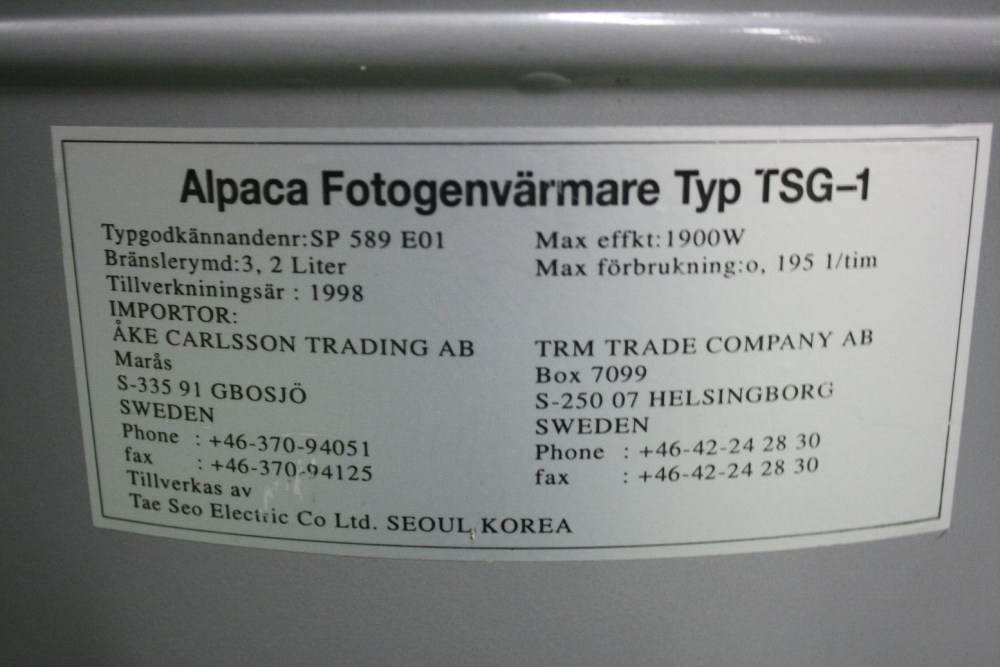 Alpaca Fotogenvärmare Typ TSG-1
Typgodkännandenr:SP 589 E01
Bränslerymd:3, 2 Liter
Tillverkniningsär : 1998
IMPORTOR:
ÅKE CARLSSON TRADING AB
Marås
S-335 91 GBOSJÖ
SWEDEN
Phone : +46-370-94051
fax : +46-370-94125
Tillverkas av
Tae Seo Electric Co Ltd. SEOUL, KOREA
Max effkt:1900W
Max förbrukning:o, 195 l/tim
TRM TRADE COMPANY AB
Box 7099
S-250 07 HELSINGBORG
SWEDEN
Phone : +46-42-24 28 30
fax : +46-42-24 28 30